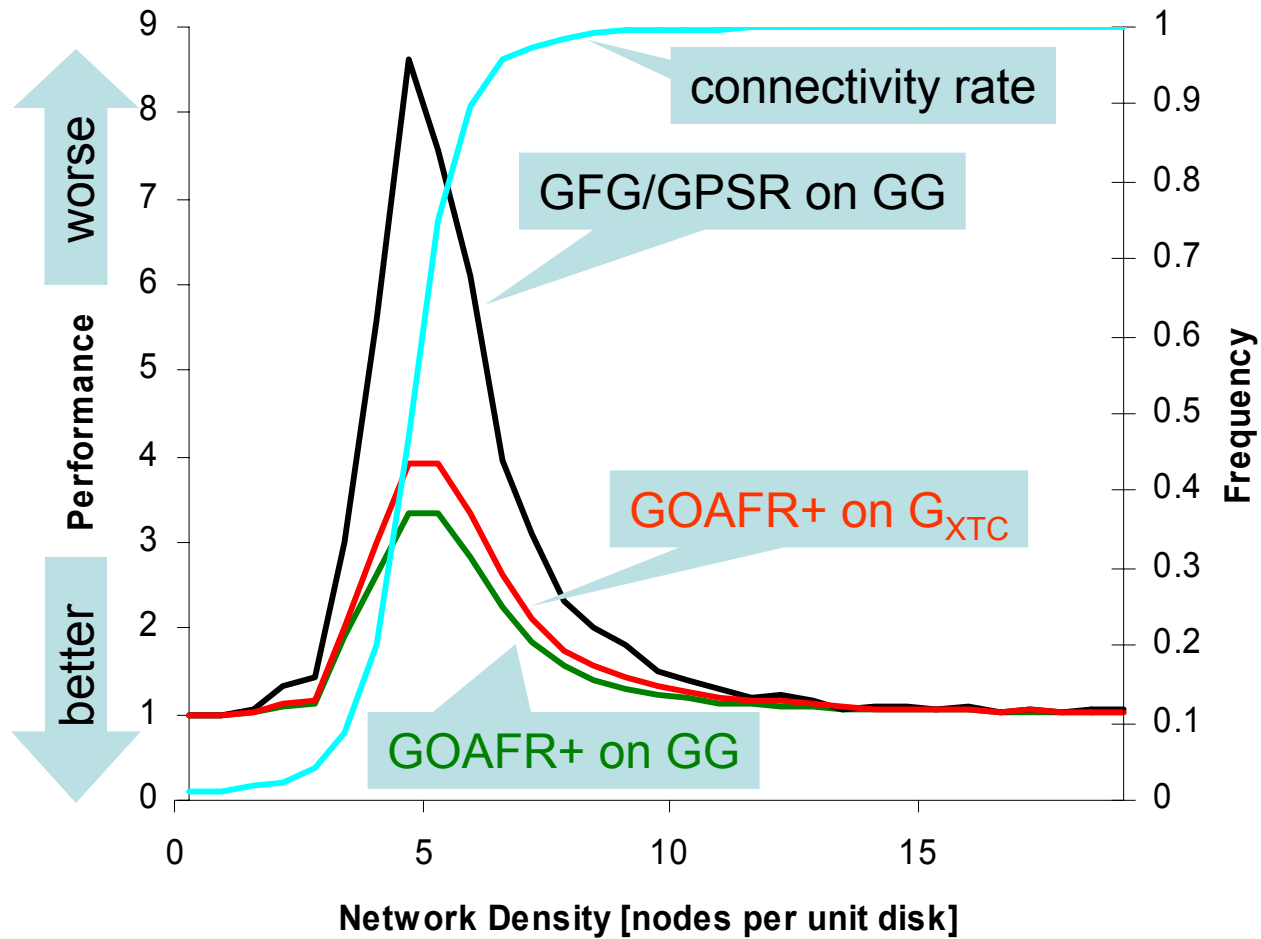 9
8
7
6
5
4
3
2
1
0
worse
Performance
better
connectivity rate
GFG/GPSR on GG
GOAFR+ on GXTC
GOAFR+ on GG
1
0.9
0.8
0.7
0.6
0.5
0.4
0.3
0.2
0.1
0
Frequency
0 5 10 15
Network Density [nodes per unit disk]